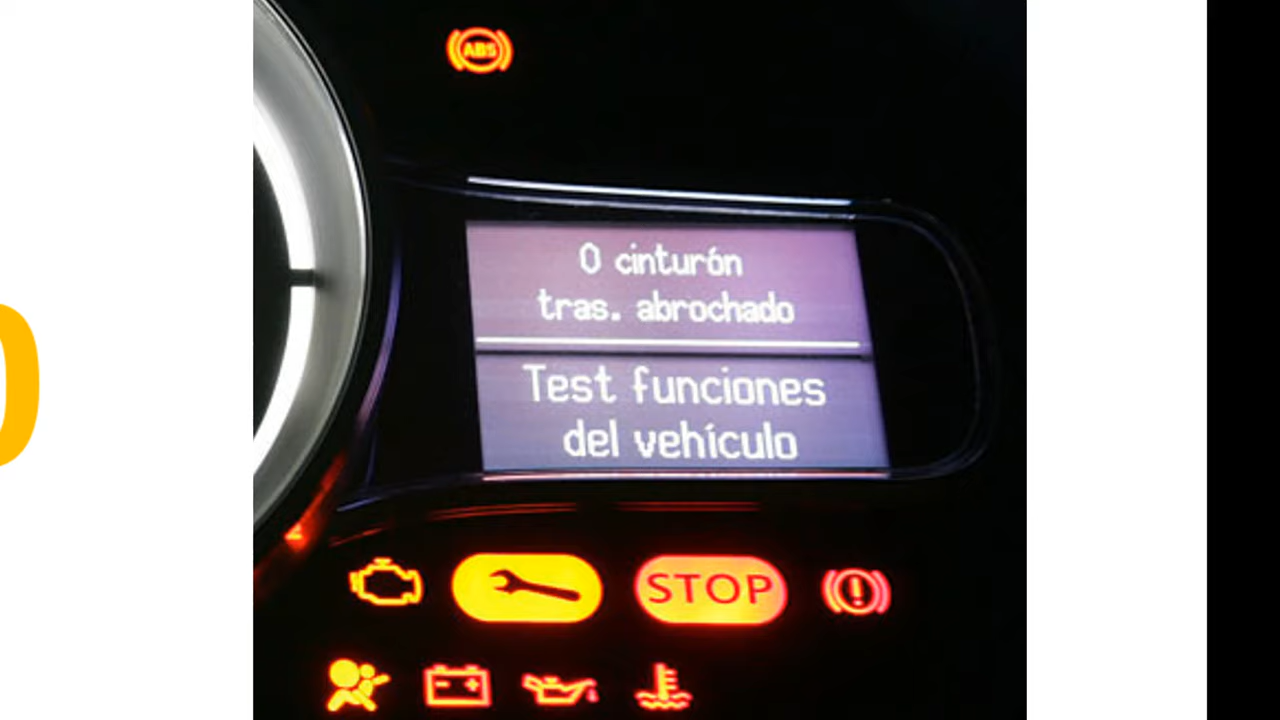 ABS
0 cinturón
tras. abrochado
Test funciones
del vehículo
STOP